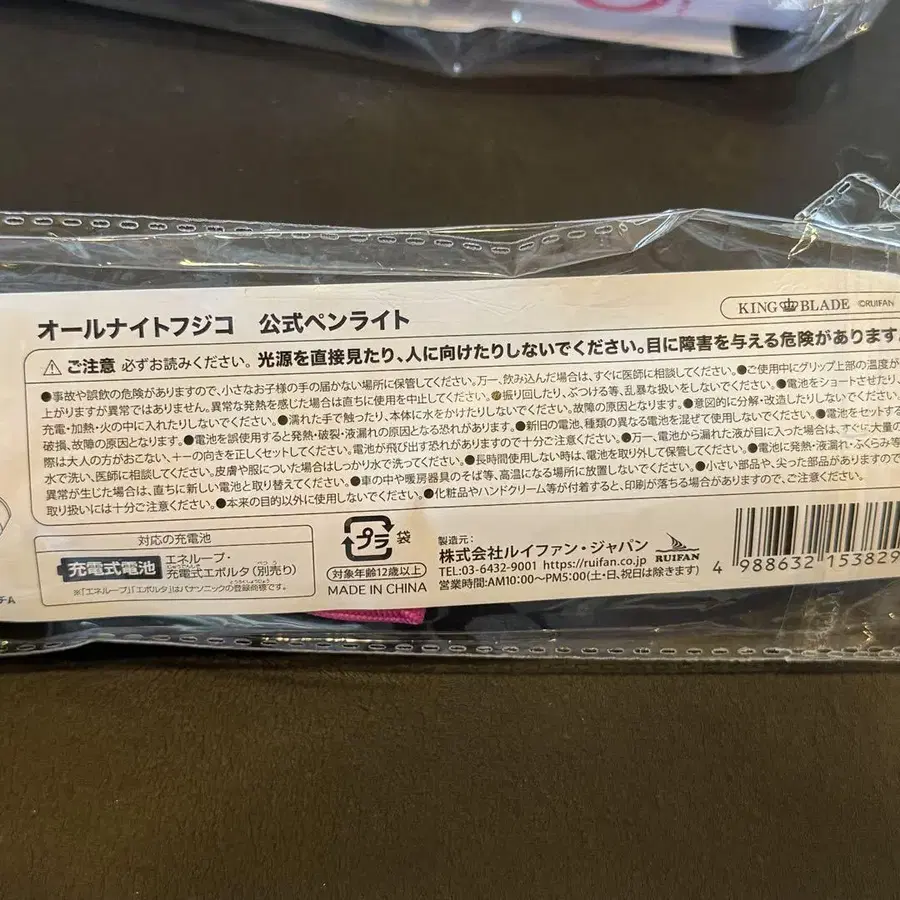 KING BLADE ©RUIFAN
オールナイトフジコ 公式ペンライト
⚠ ご注意 必ずお読みください。光源を直接見たり、人に向けたりしないでください。目に障害を与える危険があります。
●事故や誤飲の危険がありますので、小さなお子様の手の届かない場所に保管してください。万一、飲み込んだ場合は、すぐに医師に相談してください。●ご使用中にグリップ上部の温度が
上がりますが異常ではありません。異常な発熱を感じた場合は直ちに使用を中止してください。●振り回したり、ぶつける等、乱暴な扱いをしないでください。●電池をショートさせたり、
充電・加熱・火の中に入れたりしないでください。●濡れた手で触ったり、本体に水をかけたりしないでください。故障の原因となります。●意図的に分解・改造したりしないでください。
破損、故障の原因となります。●電池を誤使用すると発熱・破裂・液漏れの原因となる恐れがあります。●新旧の電池、種類の異なる電池を混ぜて使用しないでください。●電池をセットする
際は大人の方がおこない、+-の向きを正しくセットしてください。電池が飛び出す恐れがありますので十分ご注意ください。●万一、電池から漏れた液が目に入った場合は、すぐに大量の
水で洗い、医師に相談してください。皮膚や服についた場合はしっかり水で洗ってください。●長時間使用しない時は、電池を取り外して保管してください。●電池に発熱・液漏れ・ふくらみ等
異常が生じた場合は、直ちに新しい電池と取り替えてください。●車の中や暖房器具のそば等、高温になる場所に放置しないでください。●小さい部品や、尖った部品がありますので
取り扱いには十分ご注意ください。●本来の目的以外に使用しないでください。●化粧品やハンドクリーム等が付着すると、印刷が落ちる場合がありますので、ご注意ください。
対応の充電池
充電式電池
エネループ・
充電式エボルタ(別売り)
※「エネループ」「エボルタ」はパナソニックの登録商標です。
プラ 袋
対象年齢12歳以上
MADE IN CHINA
製造元:
株式会社ルイファン・ジャパン
TEL:03-6432-9001 https://ruifan.co.jp
営業時間:AM10:00~PM5:00(土・日、祝日は除きます)
RUIFAN
4 988632 153829